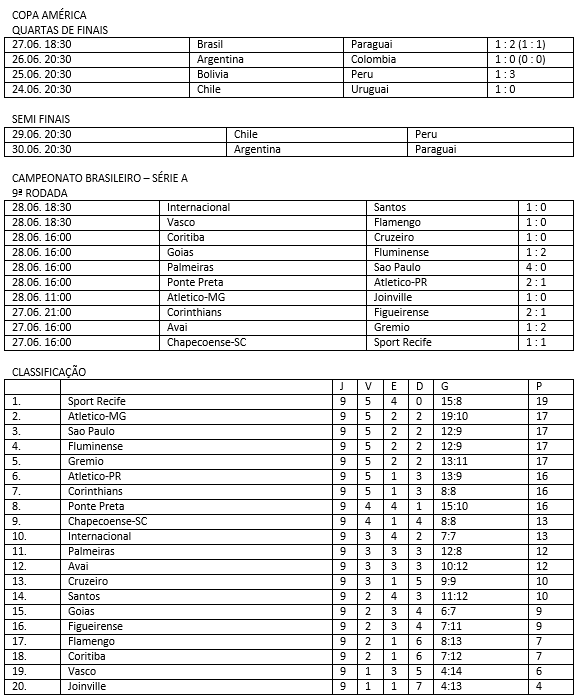 COPA AMÉRICA
QUARTAS DE FINAIS
27.06. 18:30 Brasil Paraguai 1 : 2 (1 : 1)
26.06. 20:30 Argentina Colombia 1 : 0 (0 : 0)
25.06. 20:30 Bolivia Peru 1 : 3
24.06. 20:30 Chile Uruguai 1 : 0
SEMI FINAIS
29.06. 20:30 Chile Peru
30.06. 20:30 Argentina Paraguai
CAMPEONATO BRASILEIRO – SÉRIE A
9ª RODADA
28.06. 18:30 Internacional Santos 1 : 0
28.06. 18:30 Vasco Flamengo 1 : 0
28.06. 16:00 Coritiba Cruzeiro 1 : 0
28.06. 16:00 Goias Fluminense 1 : 2
28.06. 16:00 Palmeiras Sao Paulo 4 : 0
28.06. 16:00 Ponte Preta Atletico-PR 2 : 1
28.06. 11:00 Atletico-MG Joinville 1 : 0
27.06. 21:00 Corinthians Figueirense 2 : 1
27.06. 16:00 Avai Gremio 1 : 2
27.06. 16:00 Chapecoense-SC Sport Recife 1 : 1
CLASSIFICAÇÃO
J V E D G P
1. Sport Recife 9 5 4 0 15:8 19
2. Atletico-MG 9 5 2 2 19:10 17
3. Sao Paulo 9 5 2 2 12:9 17
4. Fluminense 9 5 2 2 12:9 17
5. Gremio 9 5 2 2 13:11 17
6. Atletico-PR 9 5 1 3 13:9 16
7. Corinthians 9 5 1 3 8:8 16
8. Ponte Preta 9 4 4 1 15:10 16
9. Chapecoense-SC 9 4 1 4 8:8 13
10. Internacional 9 3 4 2 7:7 13
11. Palmeiras 9 3 3 3 12:8 12
12. Avai 9 3 3 3 10:12 12
13. Cruzeiro 9 3 1 5 9:9 10
14. Santos 9 2 4 3 11:12 10
15. Goias 9 2 3 4 6:7 9
16. Figueirense 9 2 3 4 7:11 9
17. Flamengo 9 2 1 6 8:13 7
18. Coritiba 9 2 1 6 7:12 7
19. Vasco 9 1 3 5 4:14 6
20. Joinville 9 1 1 7 4:13 4